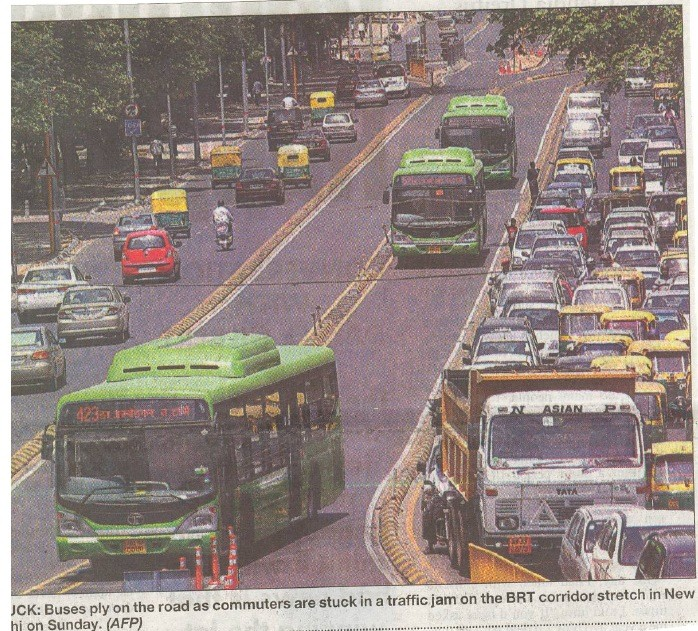 423
N ASIAN P
TATA
JCK: Buses ply on the road as commuters are stuck in a traffic jam on the BRT corridor stretch in New
hi on Sunday. (AFP)